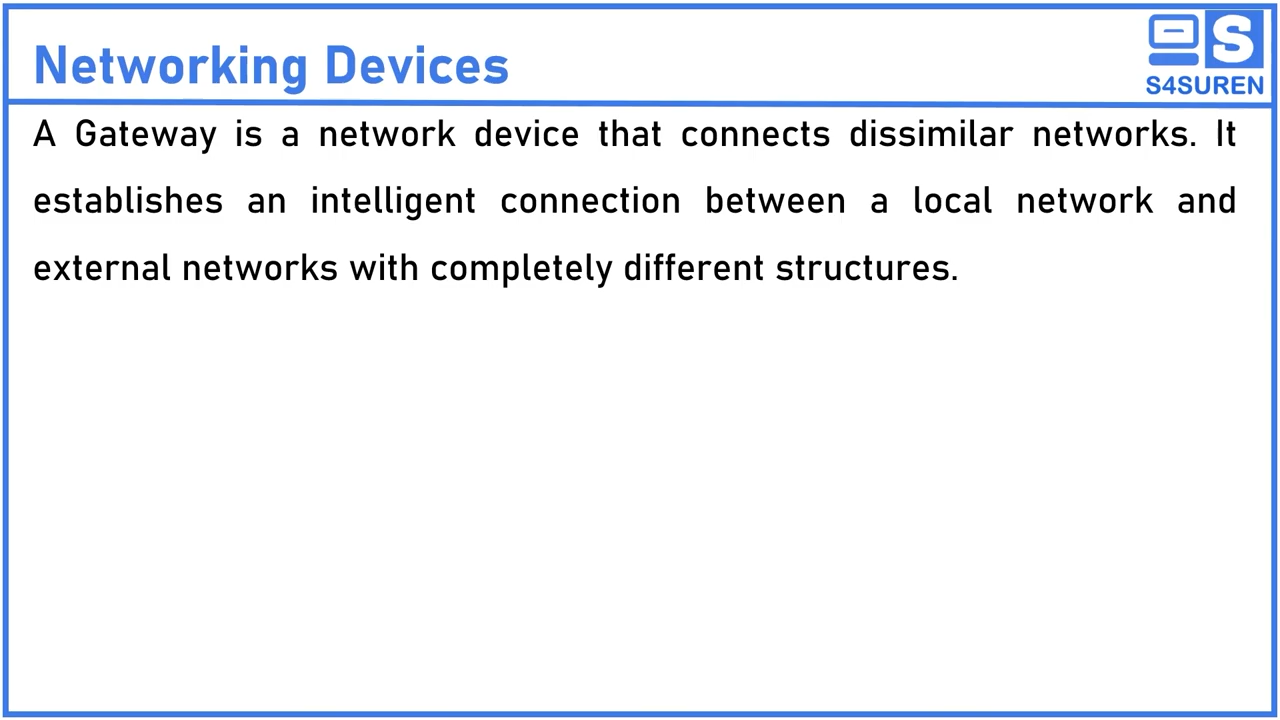 Networking Devices
S
S4SUREN
A Gateway is a network device that connects dissimilar networks. It
establishes an intelligent connection between a local network and
external networks with completely different structures.